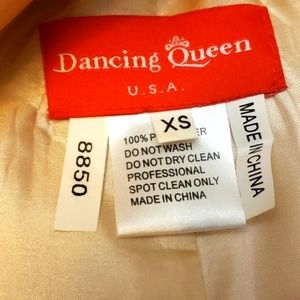 Dancing Queen
U.S.A.
XS
8850
100%
DO NOT WASH
DO NOT DRY CLEAN
PROFESSIONAL
SPOT CLEAN ONLY
MADE IN CHINA
MADE IN CHINA